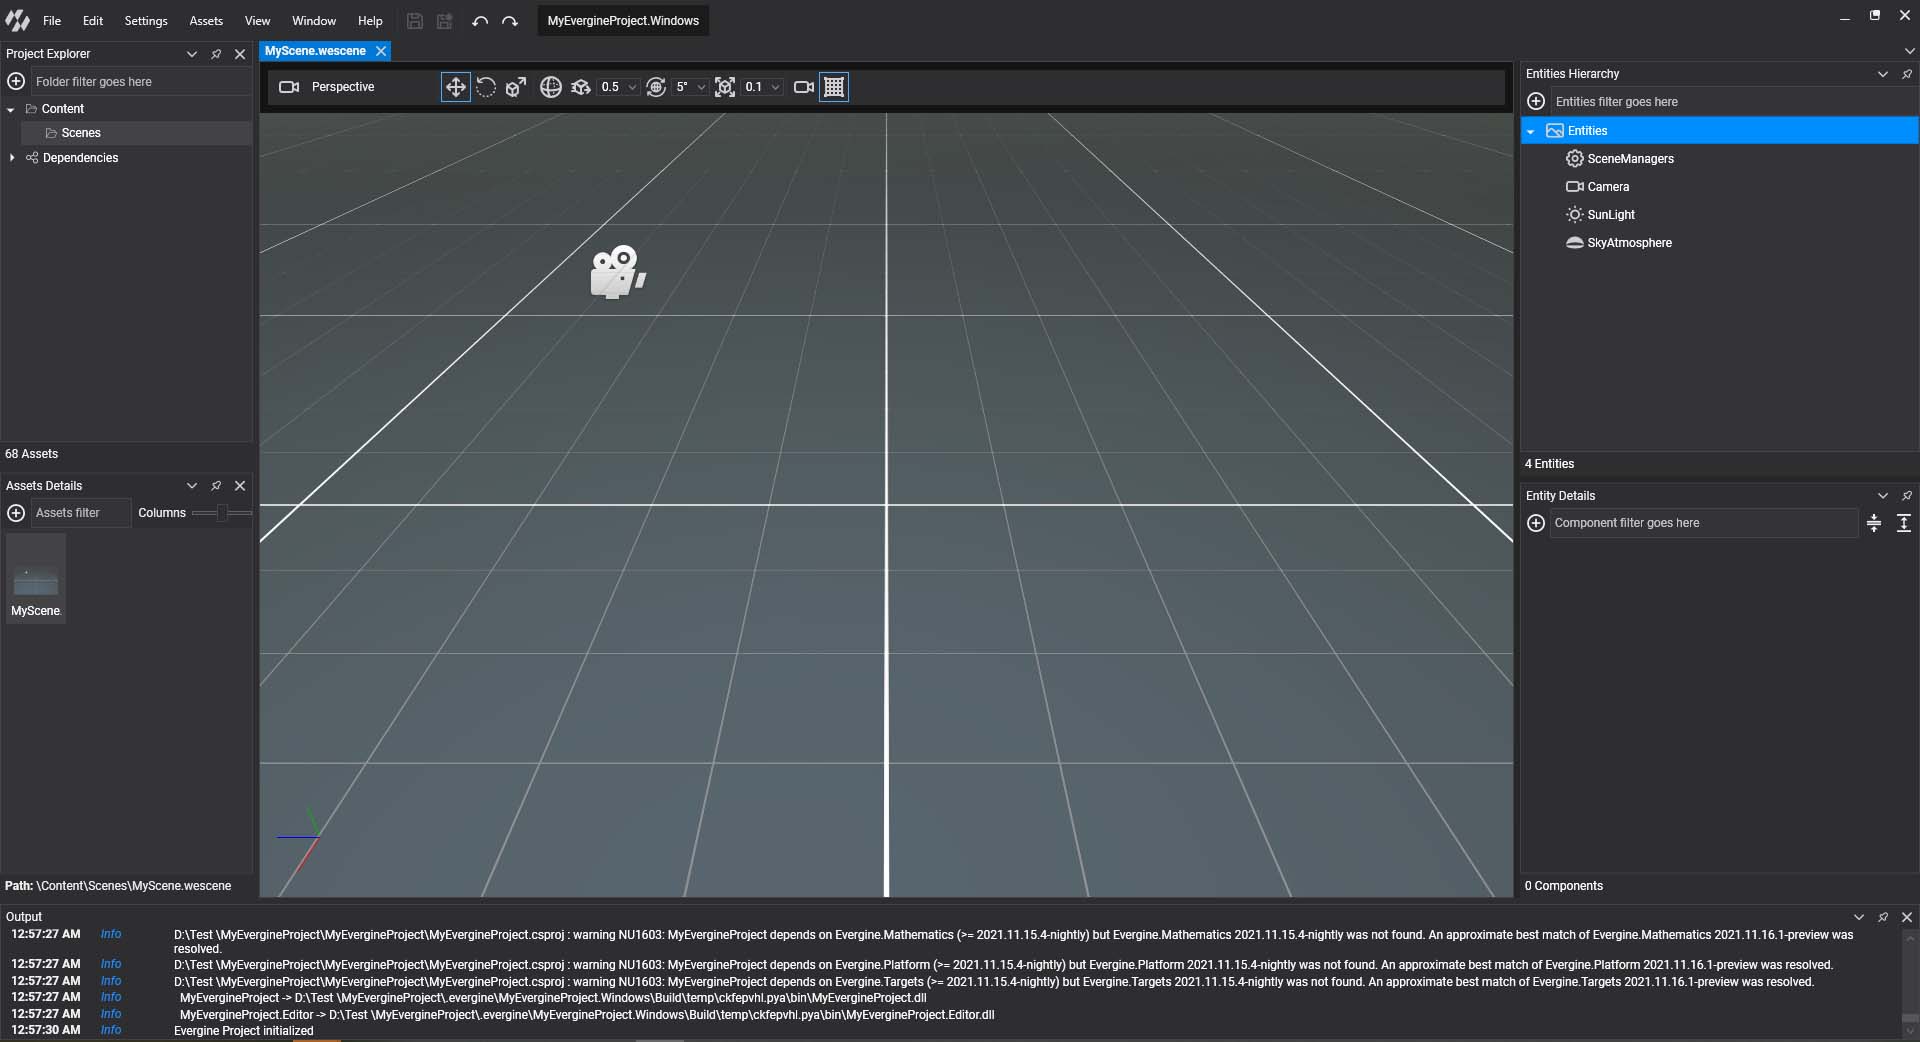 File Edit Settings Assets View Window Help MyEvergineProject.Windows
Project Explorer
Folder filter goes here
Content
Scenes
Dependencies
68 Assets
Assets Details
Assets filter Columns
MyScene.
Path: \Content\Scenes\MyScene.wescene
MyScene.wescene
Perspective 0.5 5° 0.1
Entities Hierarchy
Entities filter goes here
Entities
SceneManagers
Camera
SunLight
SkyAtmosphere
4 Entities
Entity Details
Component filter goes here
0 Components
Output
12:57:27 AM Info D:\Test \MyEvergineProject\MyEvergineProject\MyEvergineProject.csproj : warning NU1603: MyEvergineProject depends on Evergine.Mathematics (>= 2021.11.15.4-nightly) but Evergine.Mathematics 2021.11.15.4-nightly was not found. An approximate best match of Evergine.Mathematics 2021.11.16.1-preview was
resolved.
12:57:27 AM Info D:\Test \MyEvergineProject\MyEvergineProject\MyEvergineProject.csproj : warning NU1603: MyEvergineProject depends on Evergine.Platform (>= 2021.11.15.4-nightly) but Evergine.Platform 2021.11.15.4-nightly was not found. An approximate best match of Evergine.Platform 2021.11.16.1-preview was resolved.
12:57:27 AM Info D:\Test \MyEvergineProject\MyEvergineProject\MyEvergineProject.csproj : warning NU1603: MyEvergineProject depends on Evergine.Targets (>= 2021.11.15.4-nightly) but Evergine.Targets 2021.11.15.4-nightly was not found. An approximate best match of Evergine.Targets 2021.11.16.1-preview was resolved.
12:57:27 AM Info MyEvergineProject -> D:\Test \MyEvergineProject\.evergine\MyEvergineProject.Windows\Build\temp\ckfepvhl.pya\bin\MyEvergineProject.dll
12:57:27 AM Info MyEvergineProject.Editor -> D:\Test \MyEvergineProject\.evergine\MyEvergineProject.Windows\Build\temp\ckfepvhl.pya\bin\MyEvergineProject.Editor.dll
12:57:30 AM Info Evergine Project initialized